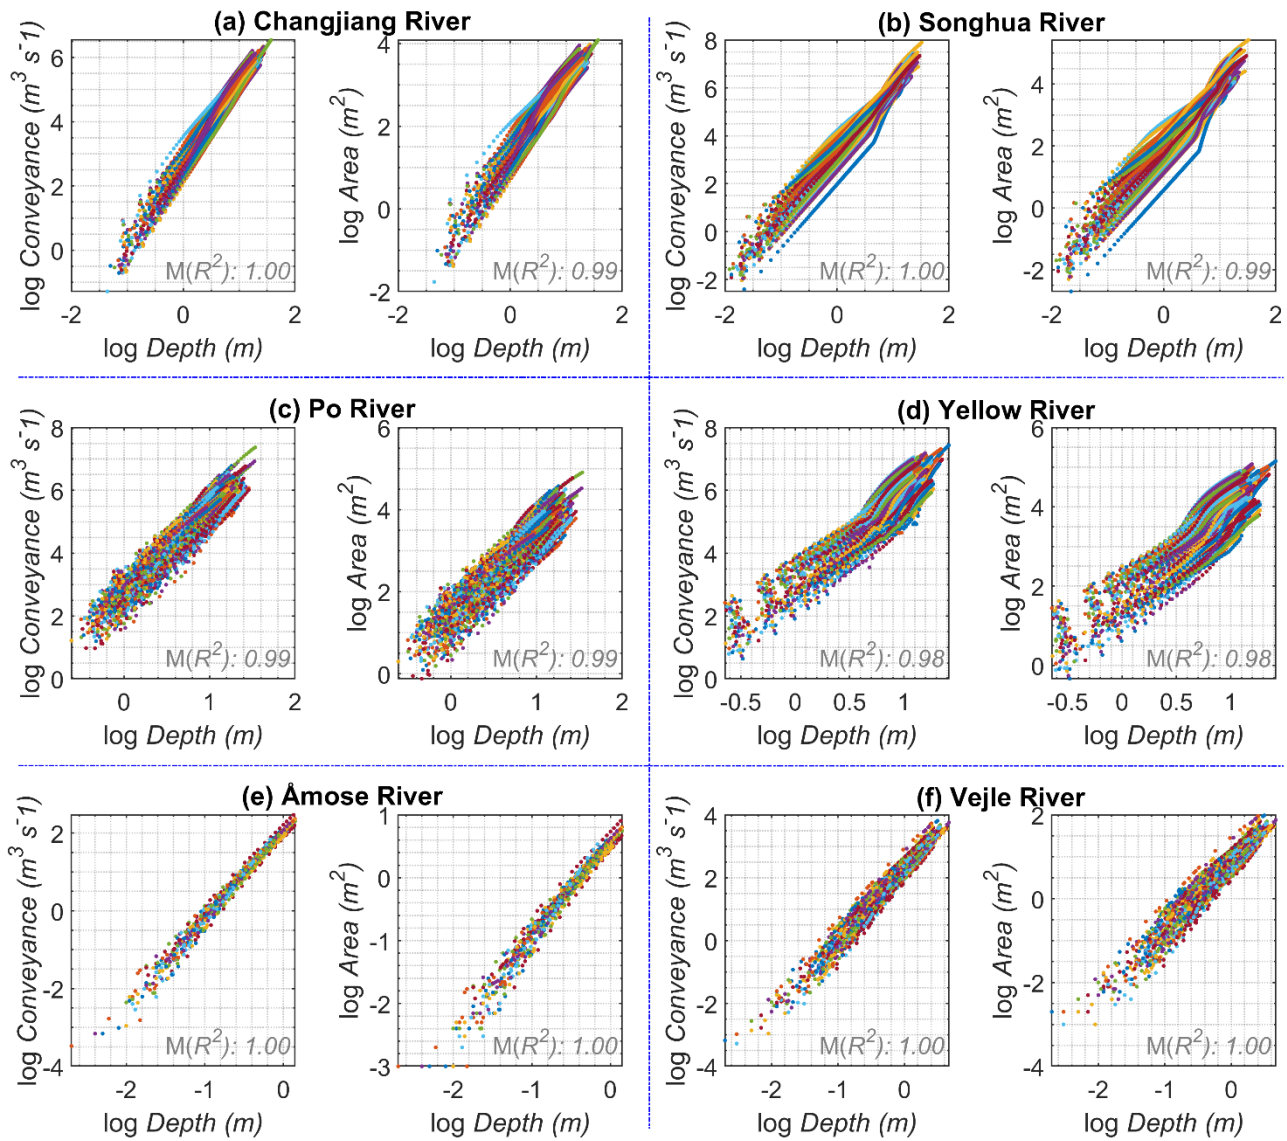 (a) Changjiang River
log Conveyance (m³ s⁻¹)
6
4
2
0
M(R²): 1.00
-2 0 2
log Depth (m)
log Area (m²)
4
2
0
-2
M(R²): 0.99
-2 0 2
log Depth (m)
(b) Songhua River
log Conveyance (m³ s⁻¹)
8
6
4
2
0
-2
M(R²): 1.00
-2 0 2
log Depth (m)
log Area (m²)
4
2
0
-2
M(R²): 0.99
-2 0 2
log Depth (m)
(c) Po River
log Conveyance (m³ s⁻¹)
8
6
4
2
0
M(R²): 0.99
0 1 2
log Depth (m)
log Area (m²)
6
4
2
0
M(R²): 0.99
0 1 2
log Depth (m)
(d) Yellow River
log Conveyance (m³ s⁻¹)
8
6
4
2
0
M(R²): 0.98
-0.5 0 0.5 1
log Depth (m)
log Area (m²)
6
4
2
0
M(R²): 0.98
-0.5 0 0.5 1
log Depth (m)
(e) Åmose River
log Conveyance (m³ s⁻¹)
2
0
-2
-4
M(R²): 1.00
-2 -1 0
log Depth (m)
log Area (m²)
1
0
-1
-2
-3
M(R²): 1.00
-2 -1 0
log Depth (m)
(f) Vejle River
log Conveyance (m³ s⁻¹)
4
2
0
-2
-4
M(R²): 1.00
-2 -1 0
log Depth (m)
log Area (m²)
2
0
-2
-4
M(R²): 1.00
-2 -1 0
log Depth (m)